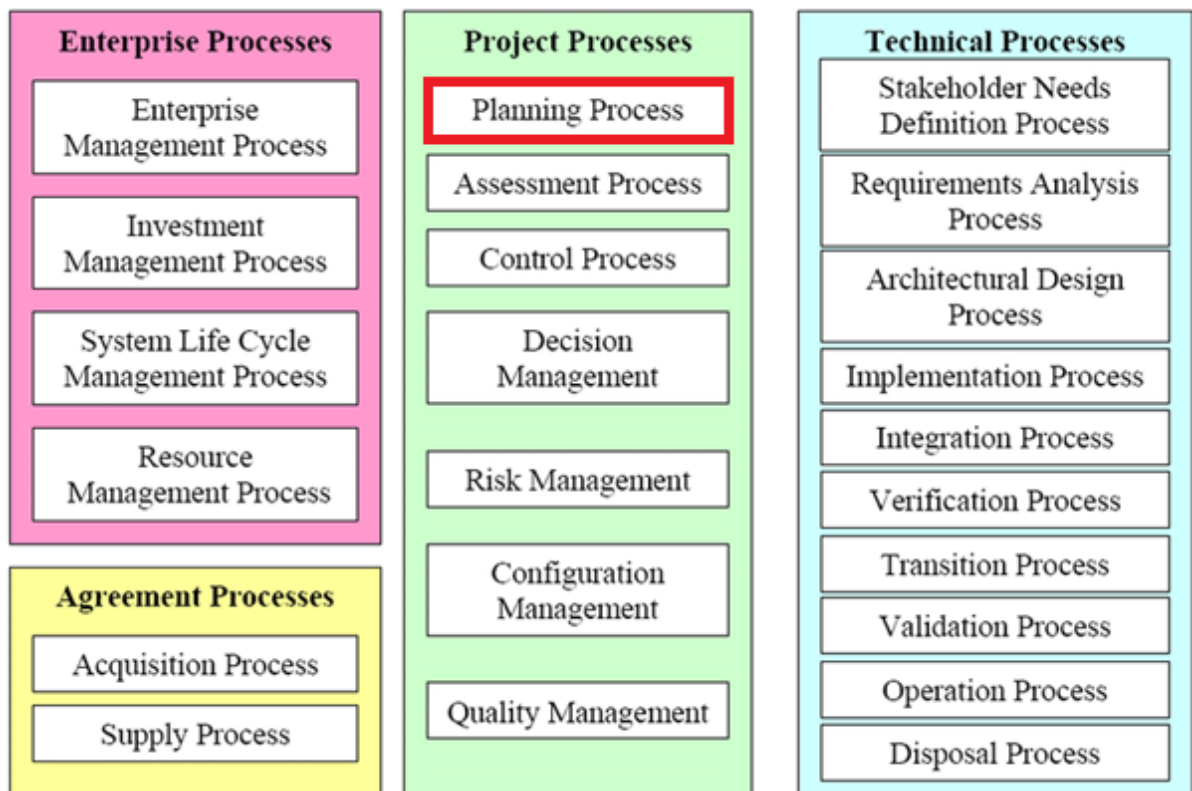 Enterprise Processes
Enterprise
Management Process
Investment
Management Process
System Life Cycle
Management Process
Resource
Management Process
Agreement Processes
Acquisition Process
Supply Process
Project Processes
Planning Process
Assessment Process
Control Process
Decision
Management
Risk Management
Configuration
Management
Quality Management
Technical Processes
Stakeholder Needs
Definition Process
Requirements Analysis
Process
Architectural Design
Process
Implementation Process
Integration Process
Verification Process
Transition Process
Validation Process
Operation Process
Disposal Process